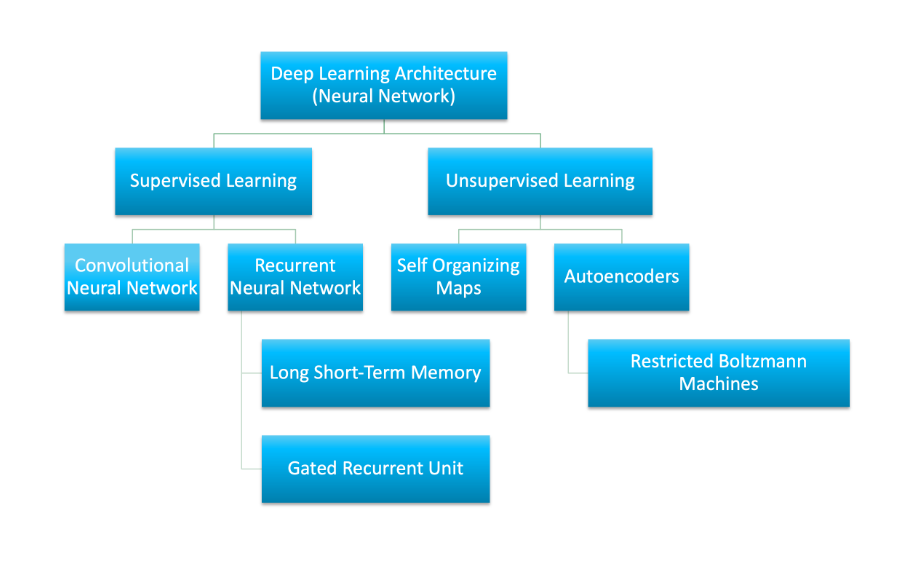 Deep Learning Architecture
(Neural Network)
Supervised Learning
Unsupervised Learning
Convolutional
Neural Network
Recurrent
Neural Network
Self Organizing
Maps
Autoencoders
Long Short-Term Memory
Restricted Boltzmann
Machines
Gated Recurrent Unit